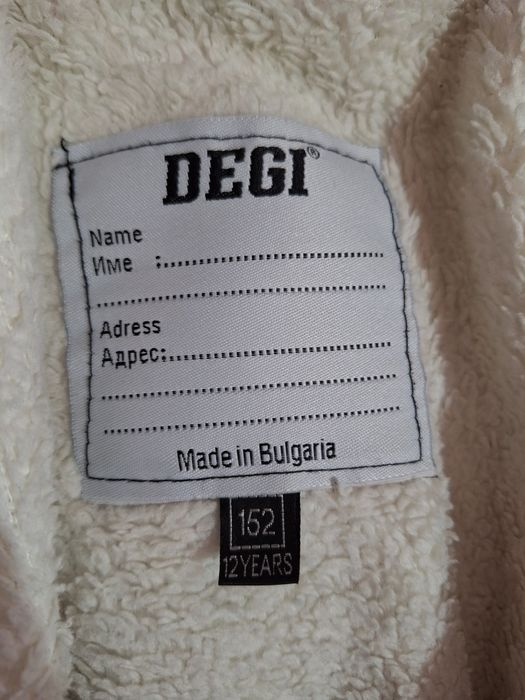 DEGI®
Name
Име :..............................
........................................
Adress
Адрес:..............................
........................................
........................................
Made in Bulgaria
152
12YEARS